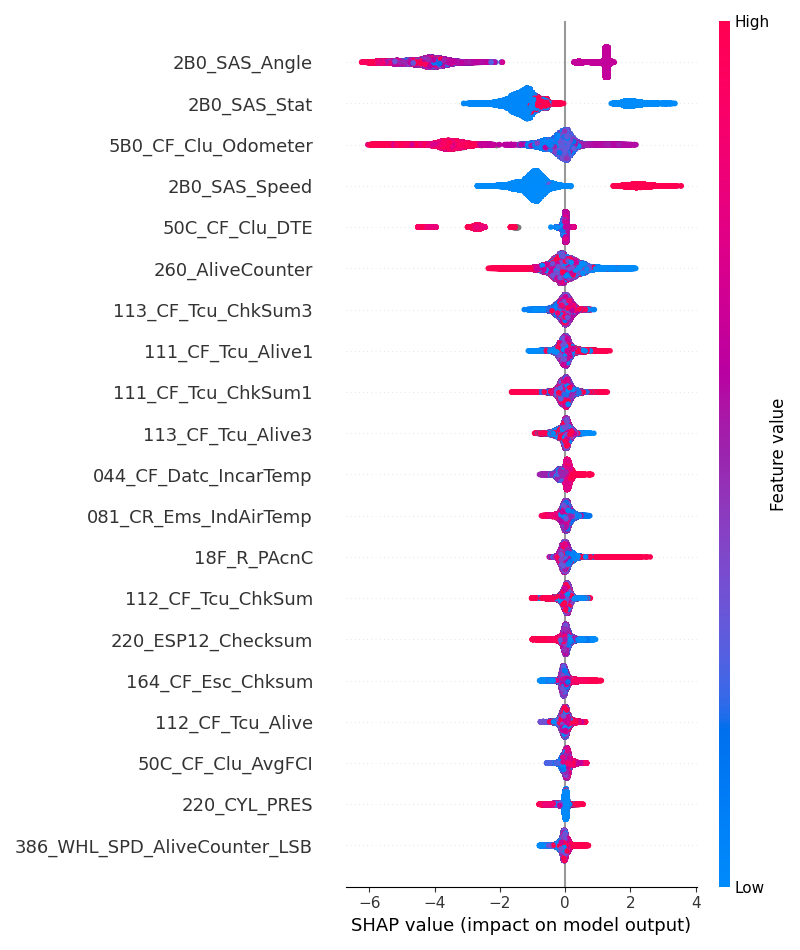 High
2B0_SAS_Angle
2B0_SAS_Stat
5B0_CF_Clu_Odometer
2B0_SAS_Speed
50C_CF_Clu_DTE
260_AliveCounter
113_CF_Tcu_ChkSum3
111_CF_Tcu_Alive1
111_CF_Tcu_ChkSum1
113_CF_Tcu_Alive3
044_CF_Datc_IncarTemp
081_CR_Ems_IndAirTemp
18F_R_PAcnC
112_CF_Tcu_ChkSum
220_ESP12_Checksum
164_CF_Esc_Chksum
112_CF_Tcu_Alive
50C_CF_Clu_AvgFCI
220_CYL_PRES
386_WHL_SPD_AliveCounter_LSB
Feature value
Low
−6 −4 −2 0 2 4
SHAP value (impact on model output)